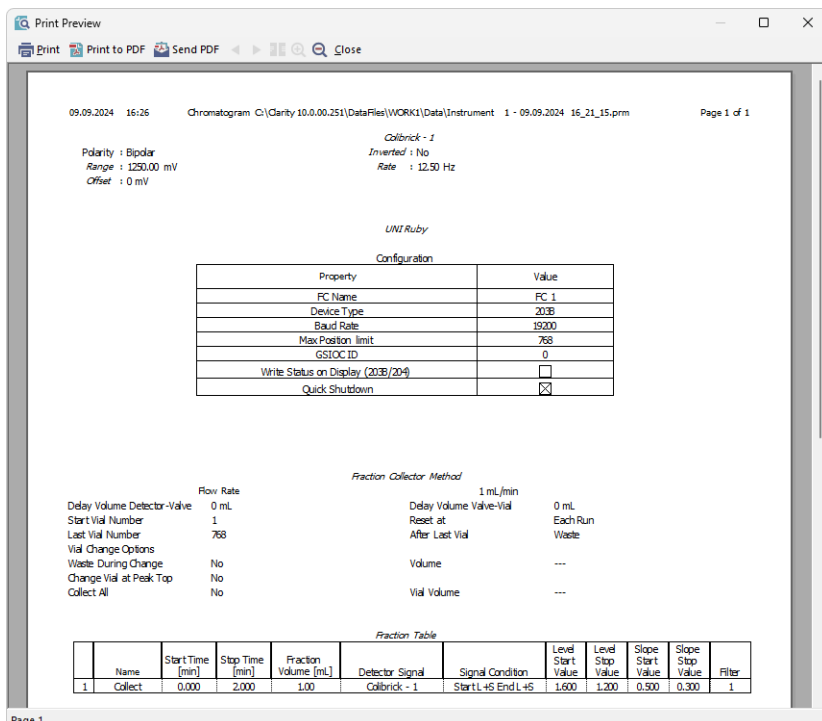 Print Preview
Print Print to PDF Send PDF Close
09.09.2024 16:26 Chromatogram C:\Clarity 10.0.00.251\DataFiles\WORK1\Data\Instrument 1 - 09.09.2024 16_21_15.prm Page 1 of 1
Colibrick - 1
Polarity : Bipolar Inverted : No
Range : 1250.00 mV Rate : 12.50 Hz
Offset : 0 mV
UNI Ruby
Configuration
Property Value
FC Name FC 1
Device Type 203B
Baud Rate 19200
Max Position limit 768
GSIOC ID 0
Write Status on Display (203B/204)
Quick Shutdown
Fraction Collector Method
Flow Rate 1 mL/min
Delay Volume Detector-Valve 0 mL Delay Volume Valve-Vial 0 mL
Start Vial Number 1 Reset at Each Run
Last Vial Number 768 After Last Vial Waste
Vial Change Options
Waste During Change No Volume ---
Change Vial at Peak Top No
Collect All No Vial Volume ---
Fraction Table
Name Start Time [min] Stop Time [min] Fraction Volume [mL] Detector Signal Signal Condition Level Start Value Level Stop Value Slope Start Value Slope Stop Value Filter
1 Collect 0.000 2.000 1.00 Colibrick - 1 Start L+S End L+S 1.600 1.200 0.500 0.300 1
Page 1